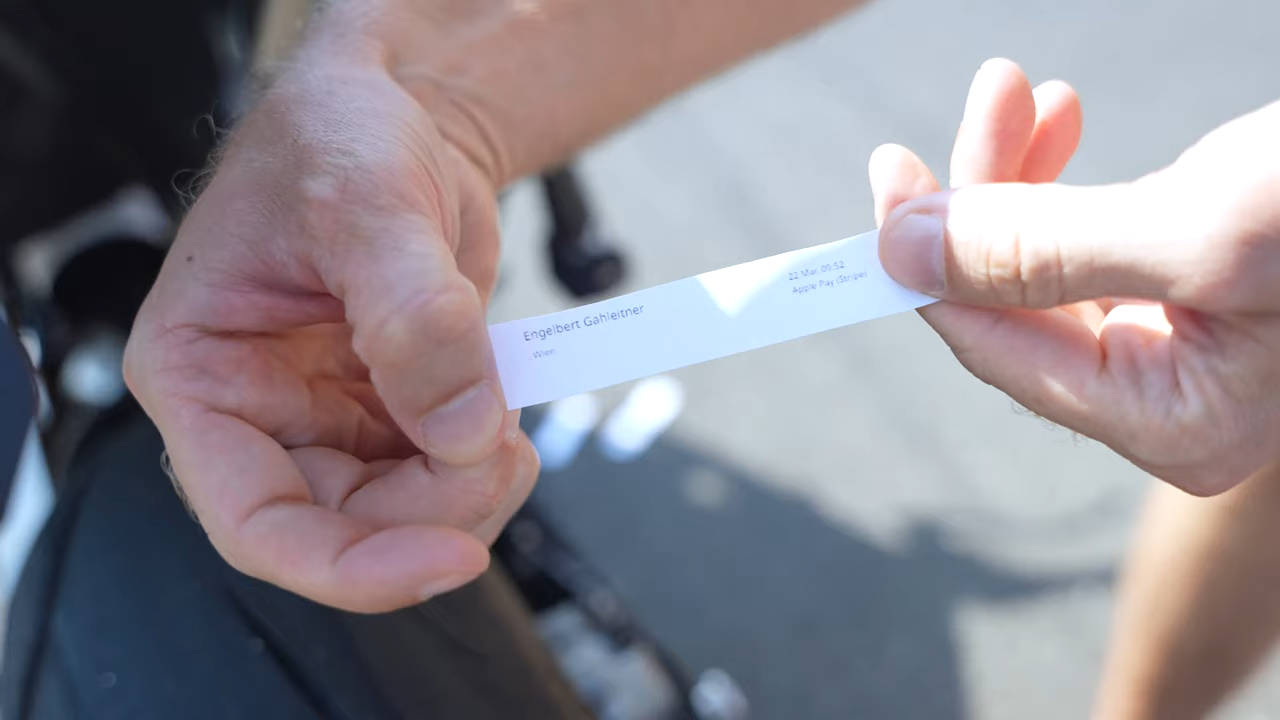 Engelbert Gahleitner
, Wien
22 Mar, 09:52
Apple Pay (Stripe)